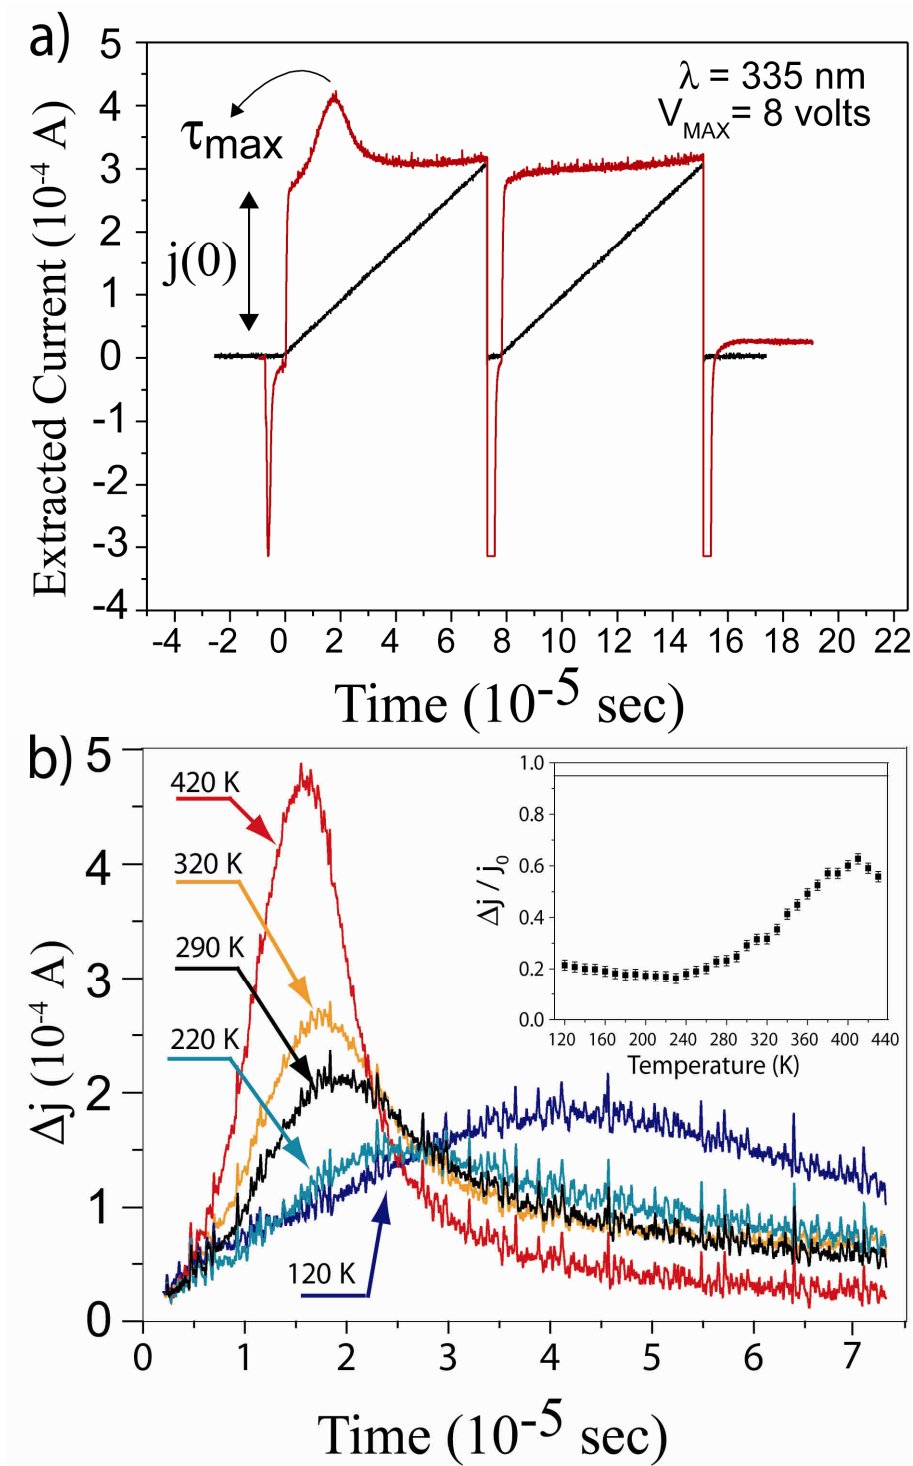 a)
5
4
3
2
1
0
-1
-2
-3
-4
Extracted Current (10⁻⁴ A)
λ = 335 nm
V_MAX = 8 volts
τ_max
j(0)
-4 -2 0 2 4 6 8 10 12 14 16 18 20 22
Time (10⁻⁵ sec)
b)
5
4
3
2
1
0
Δj (10⁻⁴ A)
420 K
320 K
290 K
220 K
120 K
1.0
0.8
0.6
0.4
0.2
0.0
Δj / j₀
120 160 200 240 280 320 360 400 440
Temperature (K)
0 1 2 3 4 5 6 7
Time (10⁻⁵ sec)